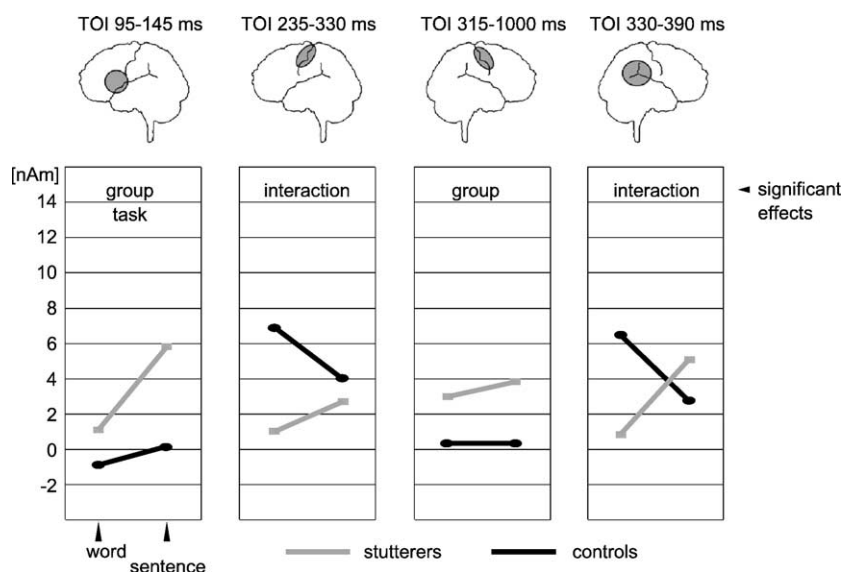 TOI 95-145 ms TOI 235-330 ms TOI 315-1000 ms TOI 330-390 ms
[nAm]
group interaction group interaction
task
significant
effects
14
12
10
8
6
4
2
0
-2
word
sentence
stutterers controls